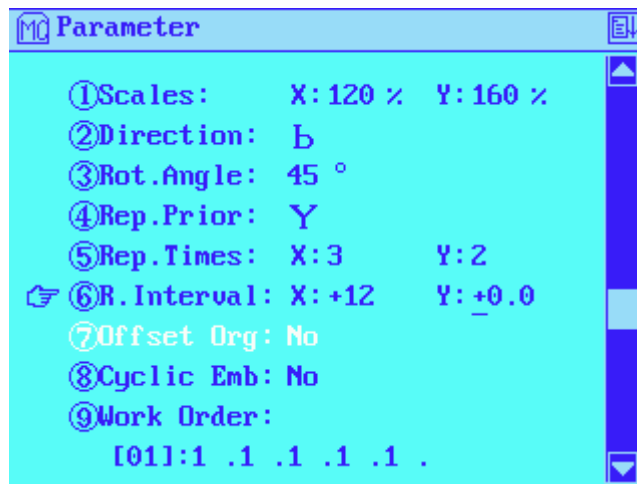 MC Parameter
①Scales: X:120 % Y:160 %
②Direction: Ь
③Rot.Angle: 45 °
④Rep.Prior: Y
⑤Rep.Times: X:3 Y:2
⑥R.Interval: X:+12 Y:+0.0
⑦Offset Org: No
⑧Cyclic Emb: No
⑨Work Order:
[01]:1 .1 .1 .1 .1 .